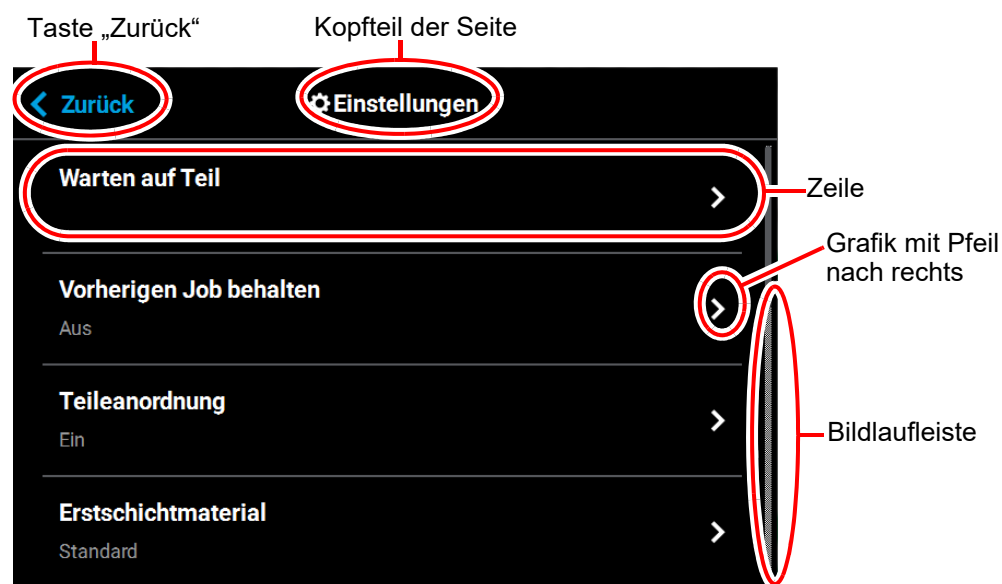 Taste „Zurück“
Kopfteil der Seite
Zurück
Einstellungen
Warten auf Teil
Zeile
Grafik mit Pfeil
nach rechts
Vorherigen Job behalten
Aus
Teileanordnung
Ein
Bildlaufleiste
Erstschichtmaterial
Standard